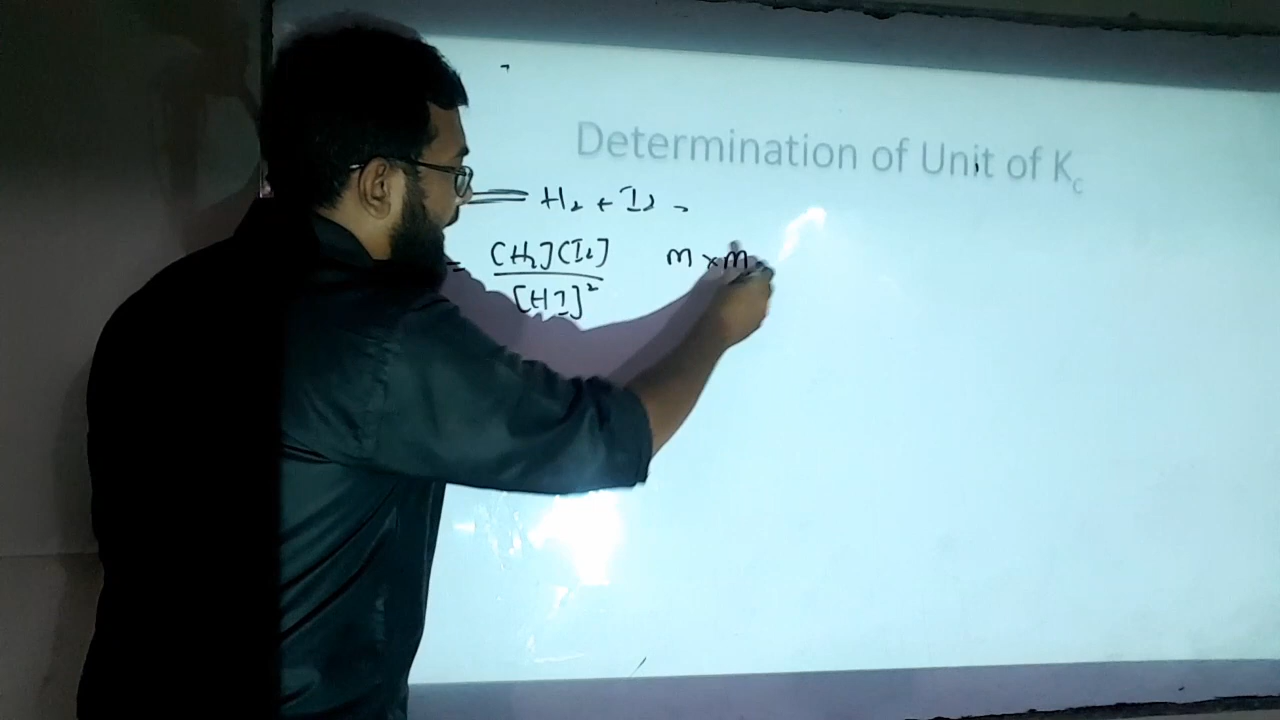 Determination of Unit of Kc
= H₂ + I₂
= [H₂][I₂] / [HI]² M × M